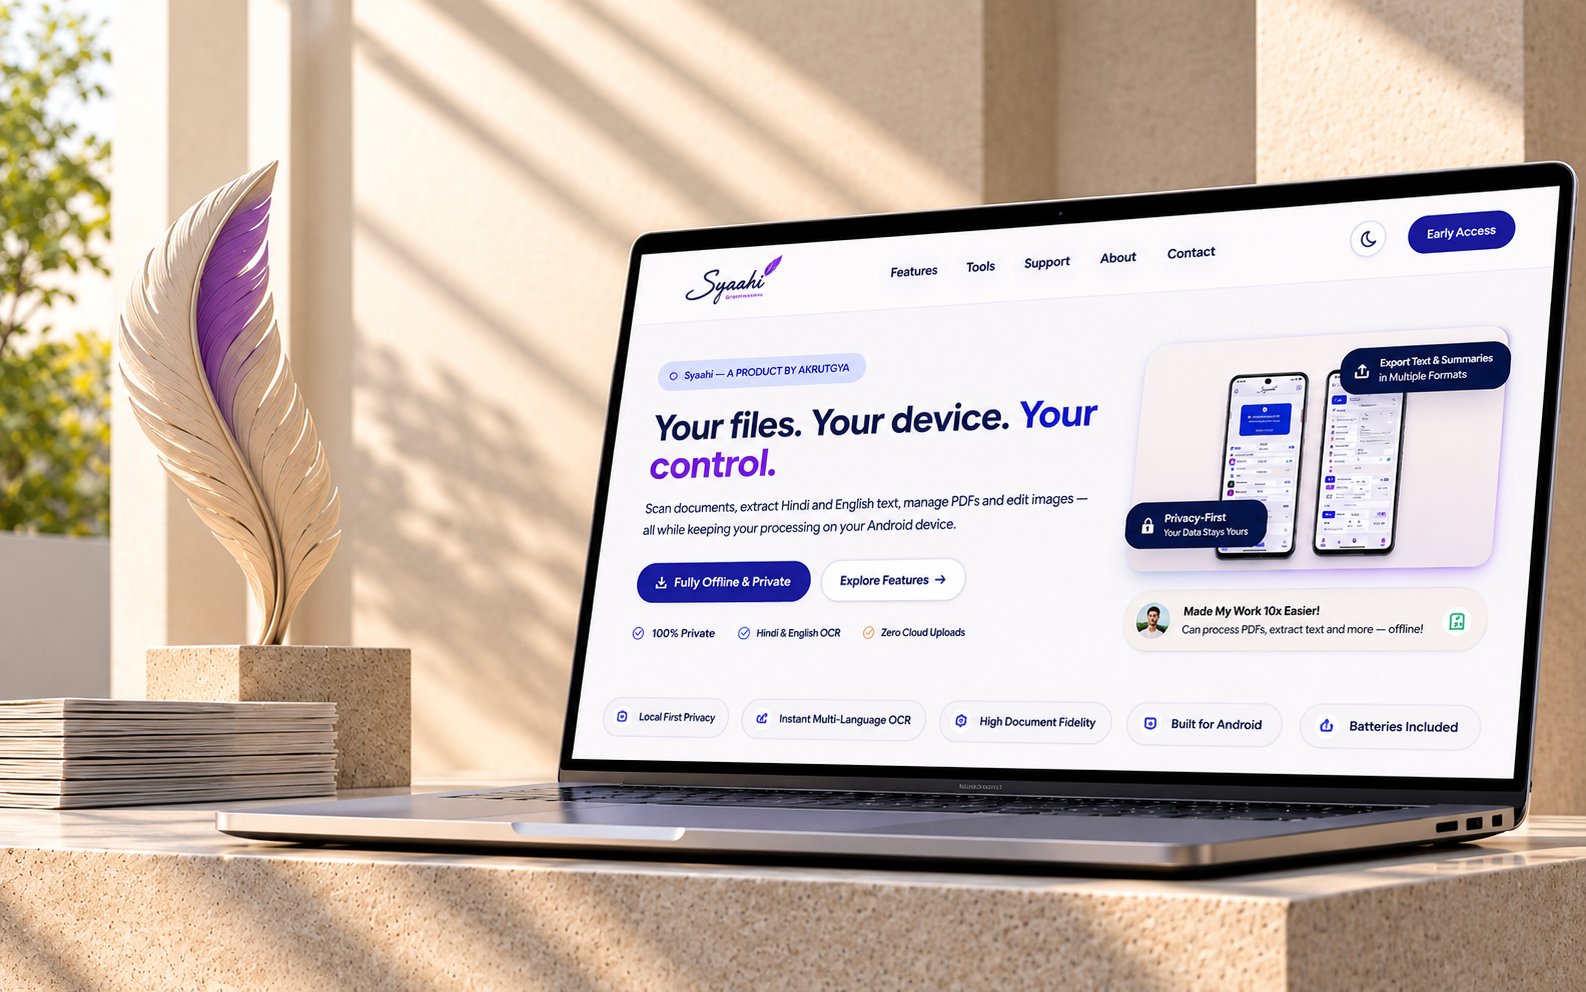 Syaahi
Features
Tools
Support
About
Contact
Early Access
Syaahi — A PRODUCT BY AKRUTGYA
Your files. Your device. Your
control.
Scan documents, extract Hindi and English text, manage PDFs and edit images —
all while keeping your processing on your Android device.
Fully Offline & Private
Explore Features →
100% Private
Hindi & English OCR
Zero Cloud Uploads
Export Text & Summaries
in Multiple Formats
Privacy-First
Your Data Stays Yours
Made My Work 10x Easier!
Can process PDFs, extract text and more — offline!
Local First Privacy
Instant Multi-Language OCR
High Document Fidelity
Built for Android
Batteries Included